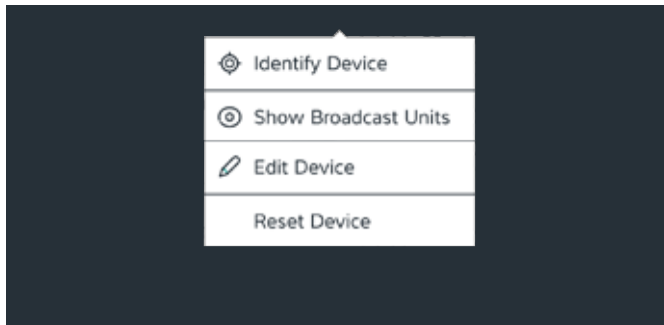 Identify Device
Show Broadcast Units
Edit Device
Reset Device